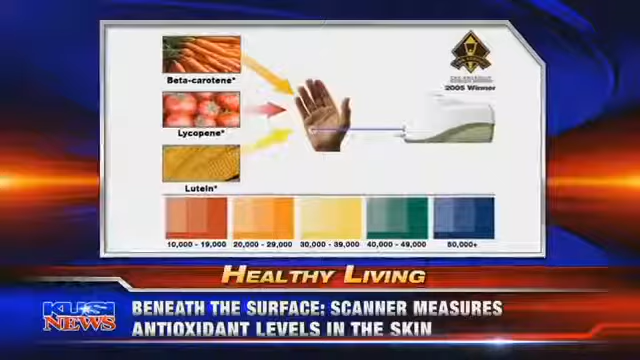 Beta-carotene*
2005 Winner
Lycopene*
Lutein*
10,000 - 19,000
20,000 - 29,000
30,000 - 39,000
40,000 - 49,000
50,000+
HEALTHY LIVING
KUSI
NEWS
BENEATH THE SURFACE: SCANNER MEASURES
ANTIOXIDANT LEVELS IN THE SKIN